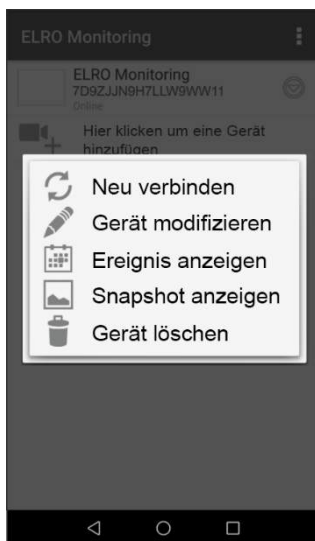 ELRO Monitoring
ELRO Monitoring
7D9ZJJN9H7LLW9WW11
Online
Hier klicken um eine Gerät
hinzufügen
Neu verbinden
Gerät modifizieren
Ereignis anzeigen
Snapshot anzeigen
Gerät löschen